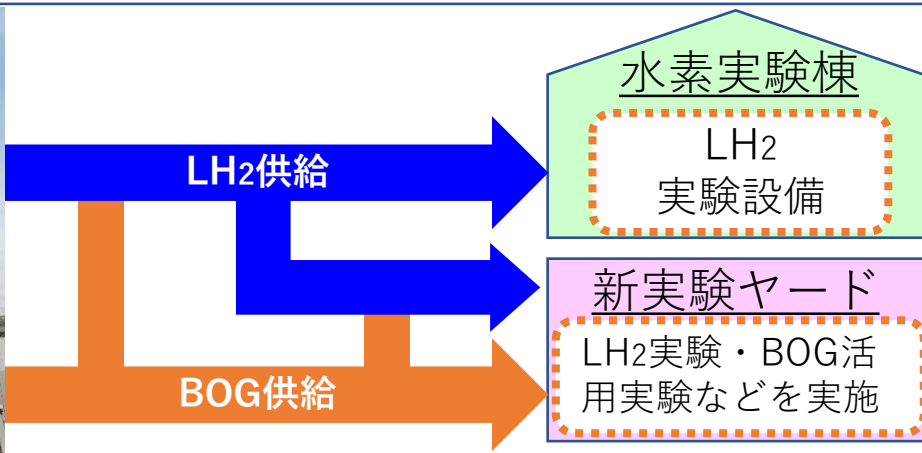 水素実験棟
LH2
実験設備
LH2供給
新実験ヤード
LH2実験・BOG活
用実験などを実施
BOG供給